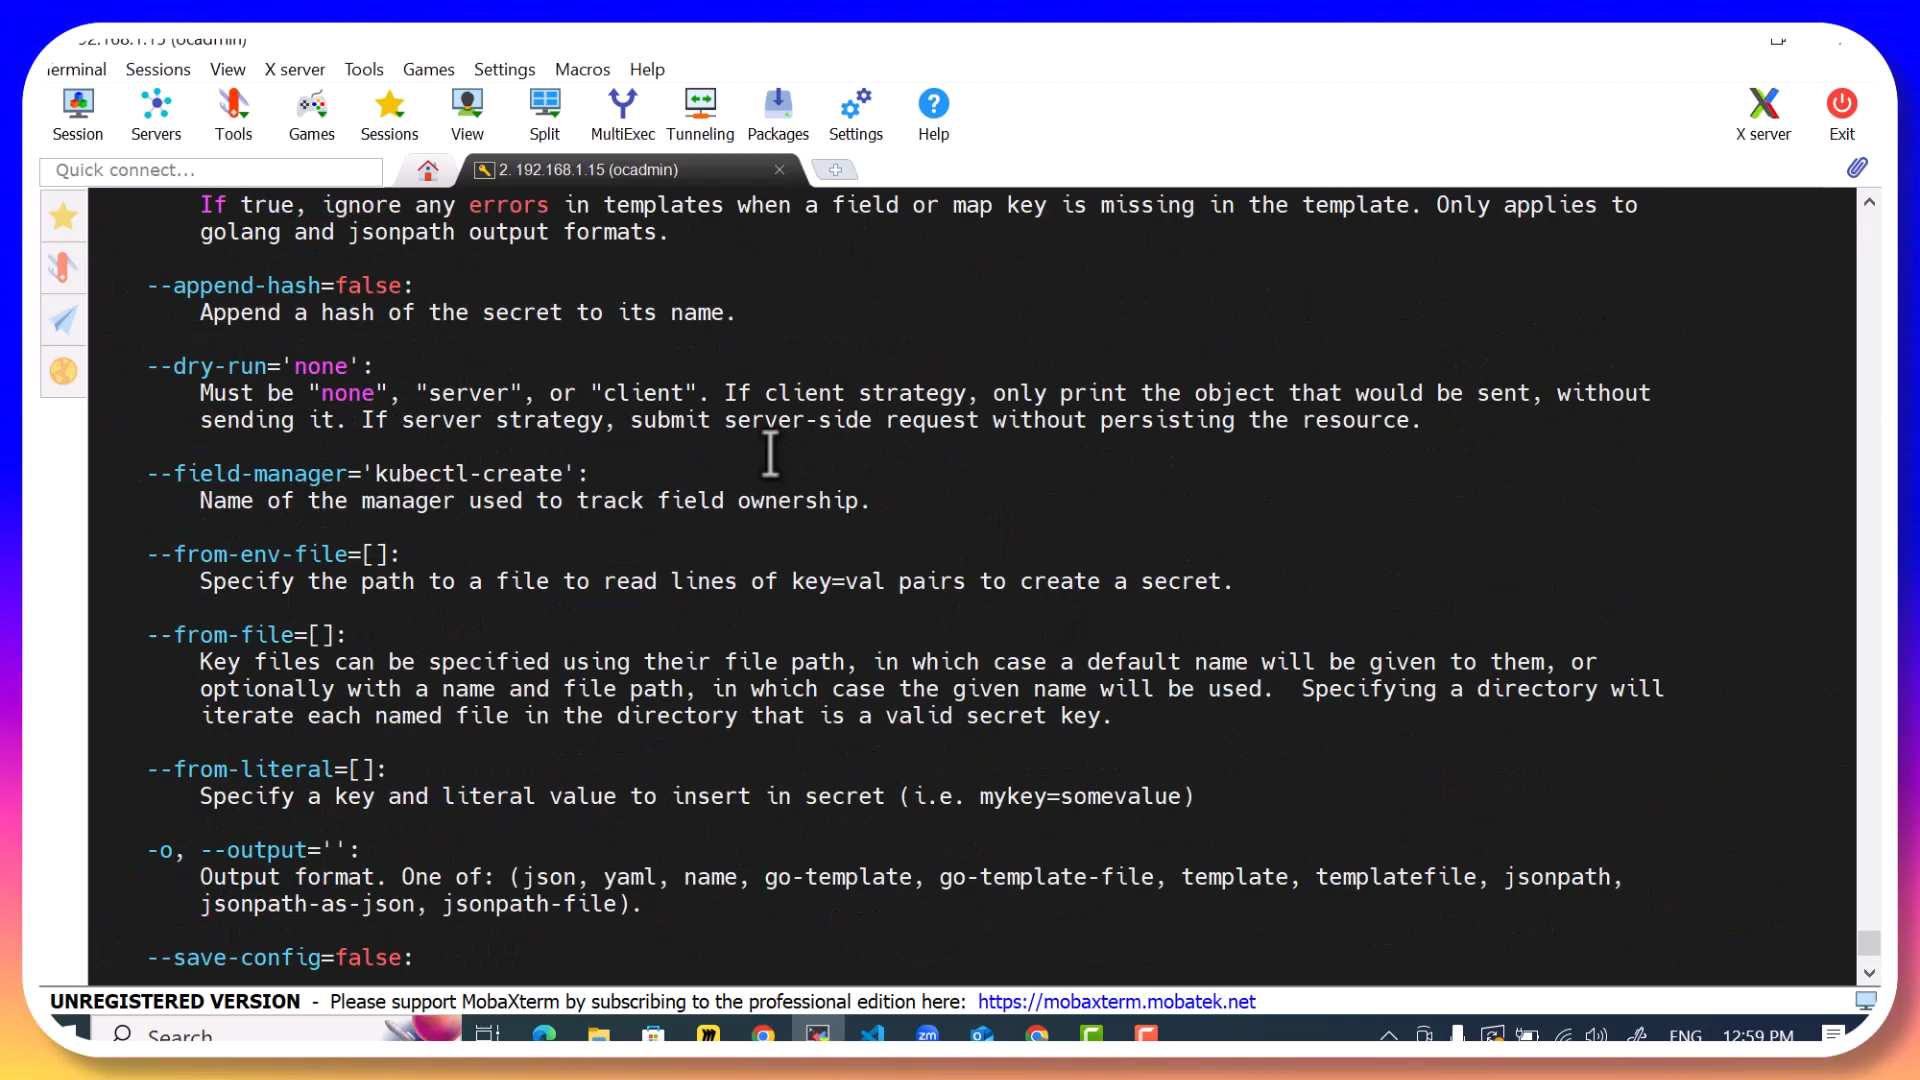 92.168.1.15 (ocadmin)
erminal Sessions View X server Tools Games Settings Macros Help
Session Servers Tools Games Sessions View Split MultiExec Tunneling Packages Settings Help X server Exit
Quick connect... 2. 192.168.1.15 (ocadmin)
If true, ignore any errors in templates when a field or map key is missing in the template. Only applies to
golang and jsonpath output formats.
--append-hash=false:
Append a hash of the secret to its name.
--dry-run='none':
Must be "none", "server", or "client". If client strategy, only print the object that would be sent, without
sending it. If server strategy, submit server-side request without persisting the resource.
--field-manager='kubectl-create':
Name of the manager used to track field ownership.
--from-env-file=[]:
Specify the path to a file to read lines of key=val pairs to create a secret.
--from-file=[]:
Key files can be specified using their file path, in which case a default name will be given to them, or
optionally with a name and file path, in which case the given name will be used.  Specifying a directory will
iterate each named file in the directory that is a valid secret key.
--from-literal=[]:
Specify a key and literal value to insert in secret (i.e. mykey=somevalue)
-o, --output='':
Output format. One of: (json, yaml, name, go-template, go-template-file, template, templatefile, jsonpath,
jsonpath-as-json, jsonpath-file).
--save-config=false:
UNREGISTERED VERSION - Please support MobaXterm by subscribing to the professional edition here: https://mobaxterm.mobatek.net
Search zm ENG 12:59 PM